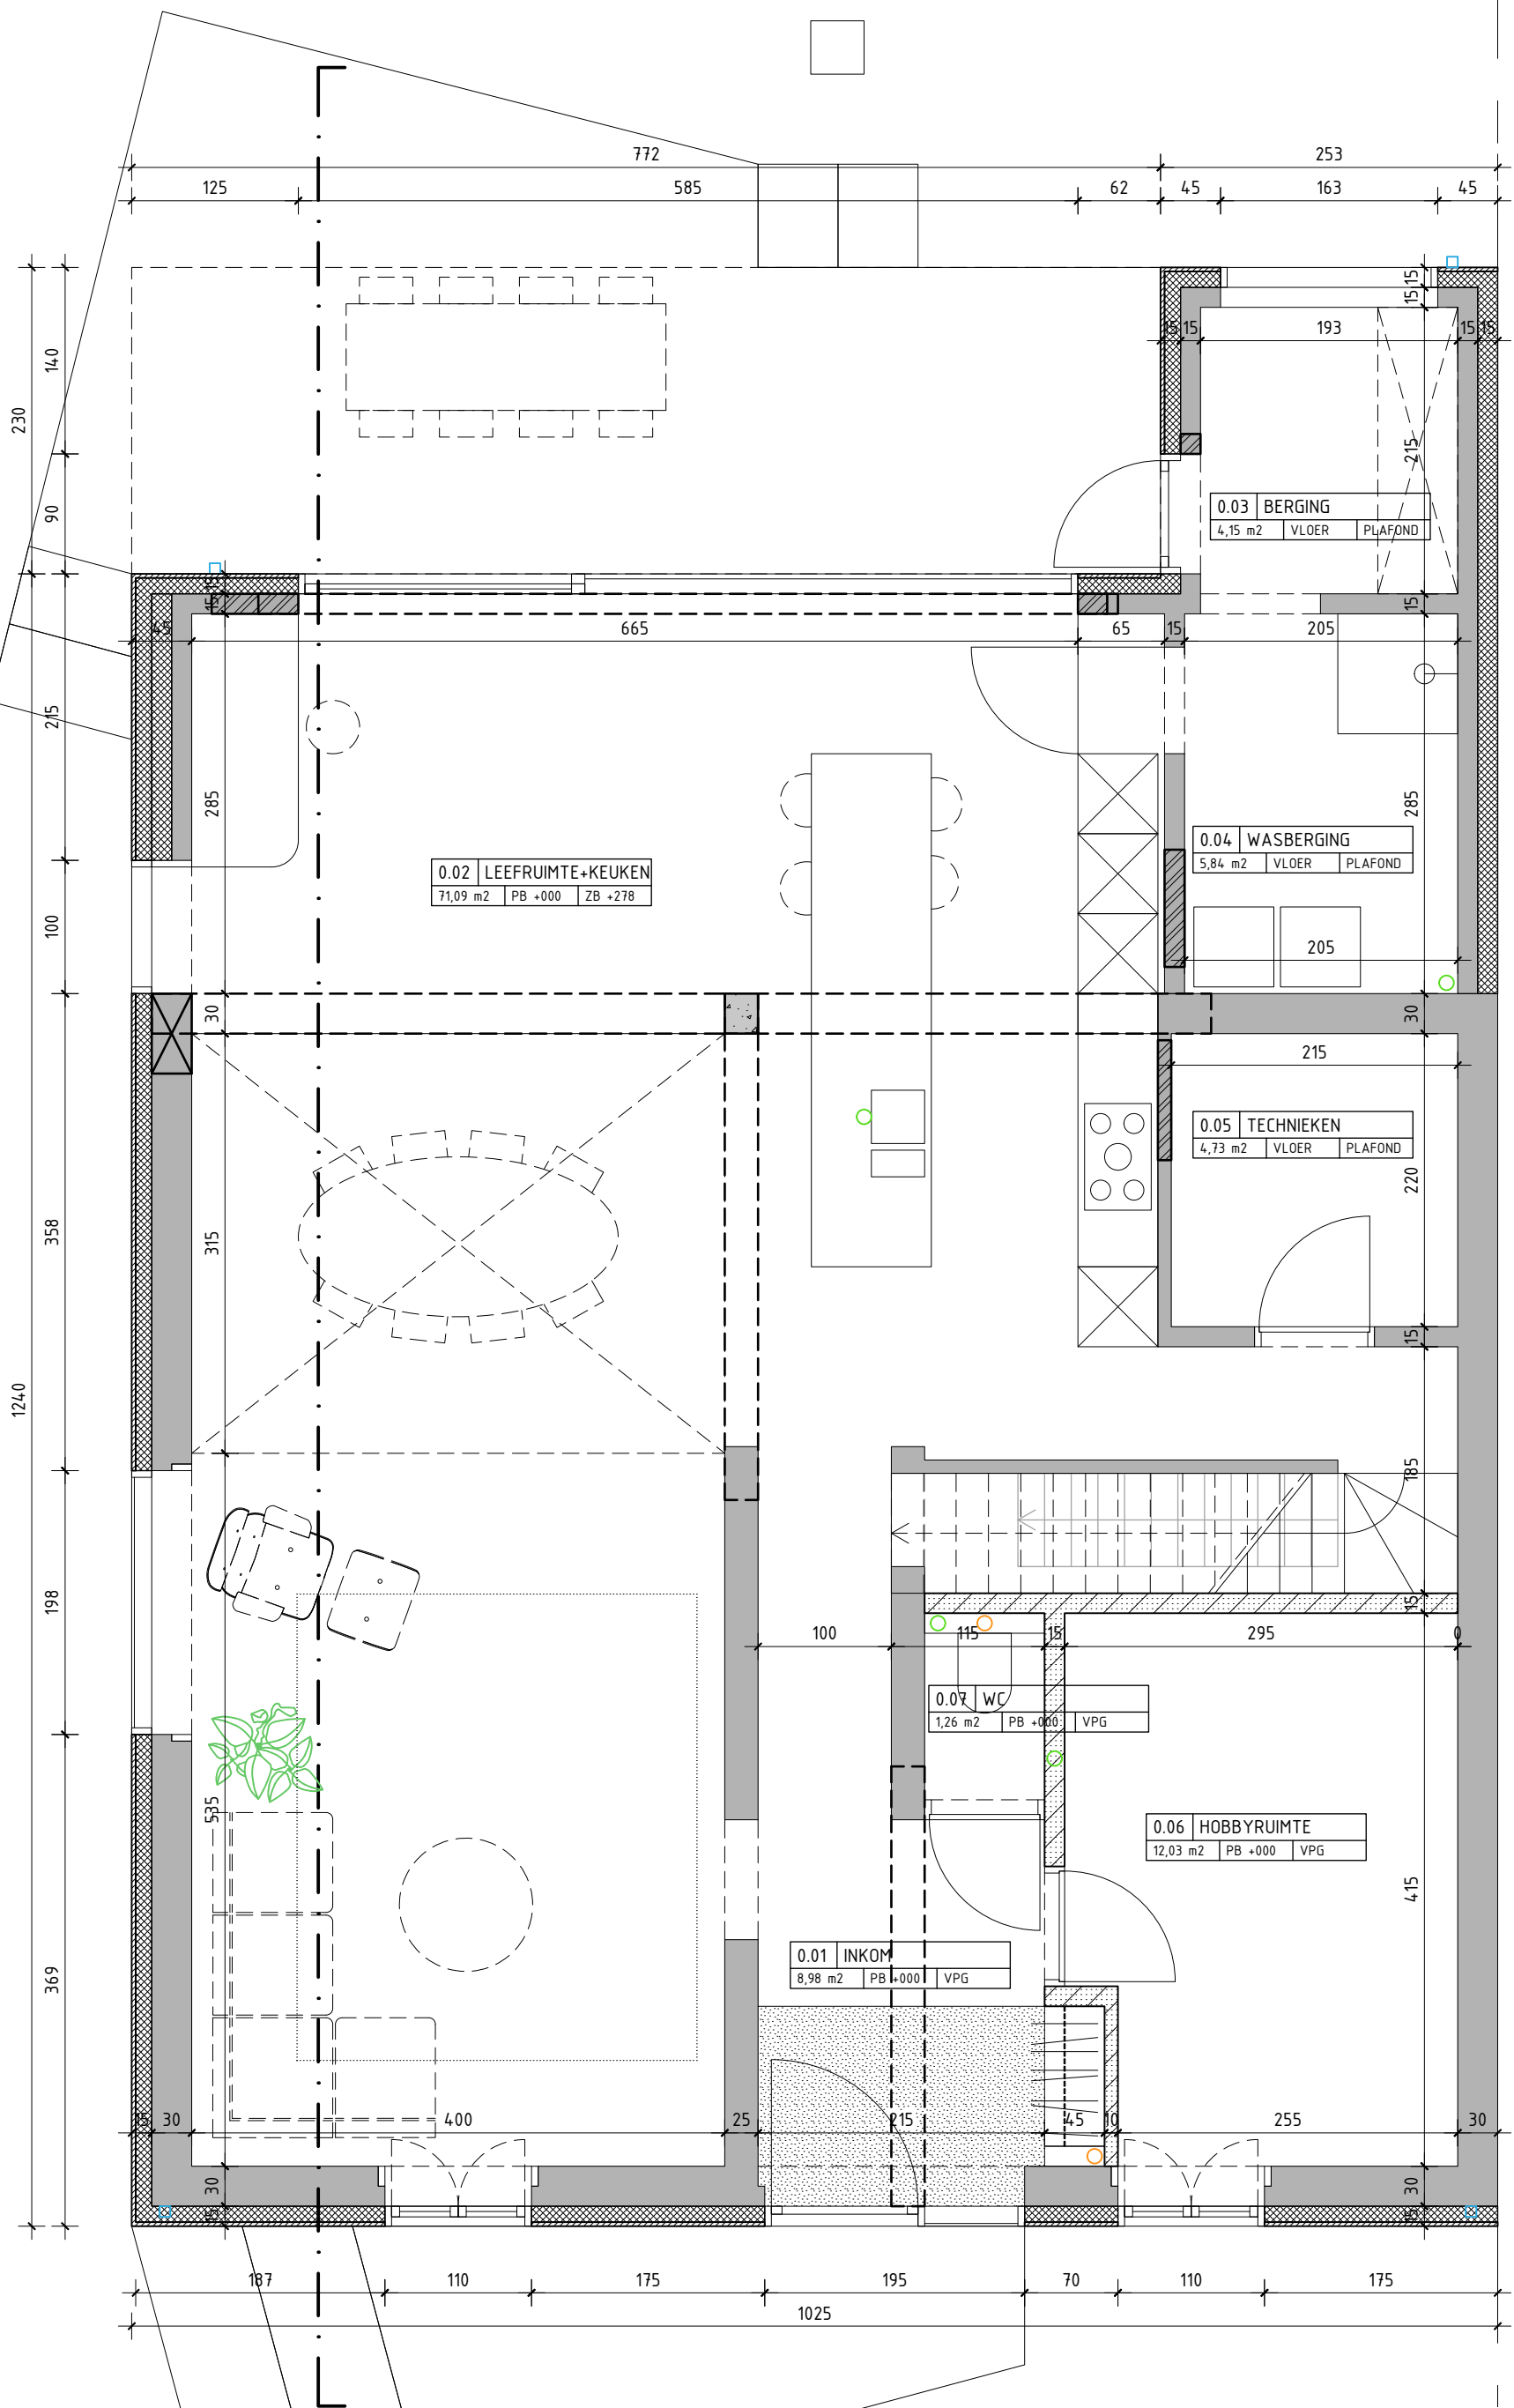 772 253
125 585 62 45 163 45
15
15
15 15 193 15 15
140
230
215
90
0.03 BERGING
4,15 m2 VLOER PLAFOND
15
15 15
45 665 65 15 205
215
285 285
0.04 WASBERGING
5,84 m2 VLOER PLAFOND
0.02 LEEFRUIMTE+KEUKEN
71,09 m2 PB +000 ZB +278
100
205
30 30
215
0.05 TECHNIEKEN
4,73 m2 VLOER PLAFOND
220
358
315
15
1240
185
198
15
100 115 15 295 0
0.07 WC
1,26 m2 PB +000 VPG
535
0.06 HOBBYRUIMTE
12,03 m2 PB +000 VPG
415
0.01 INKOM
8,98 m2 PB +000 VPG
369
15 30 400 25 215 45 10 255 30
30 30
15 15
187 110 175 195 70 110 175
1025